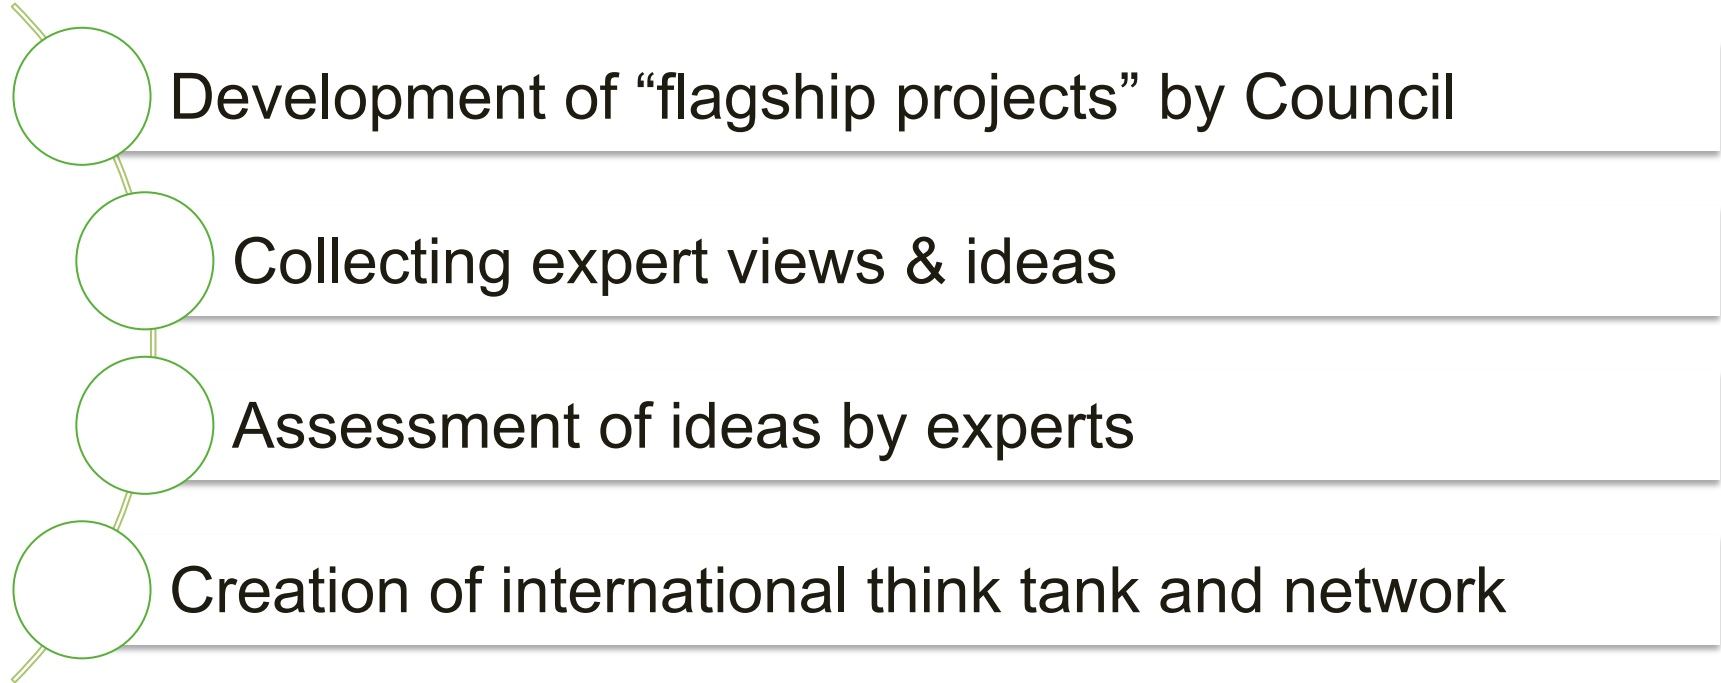 Development of “flagship projects” by Council
Collecting expert views & ideas
Assessment of ideas by experts
Creation of international think tank and network